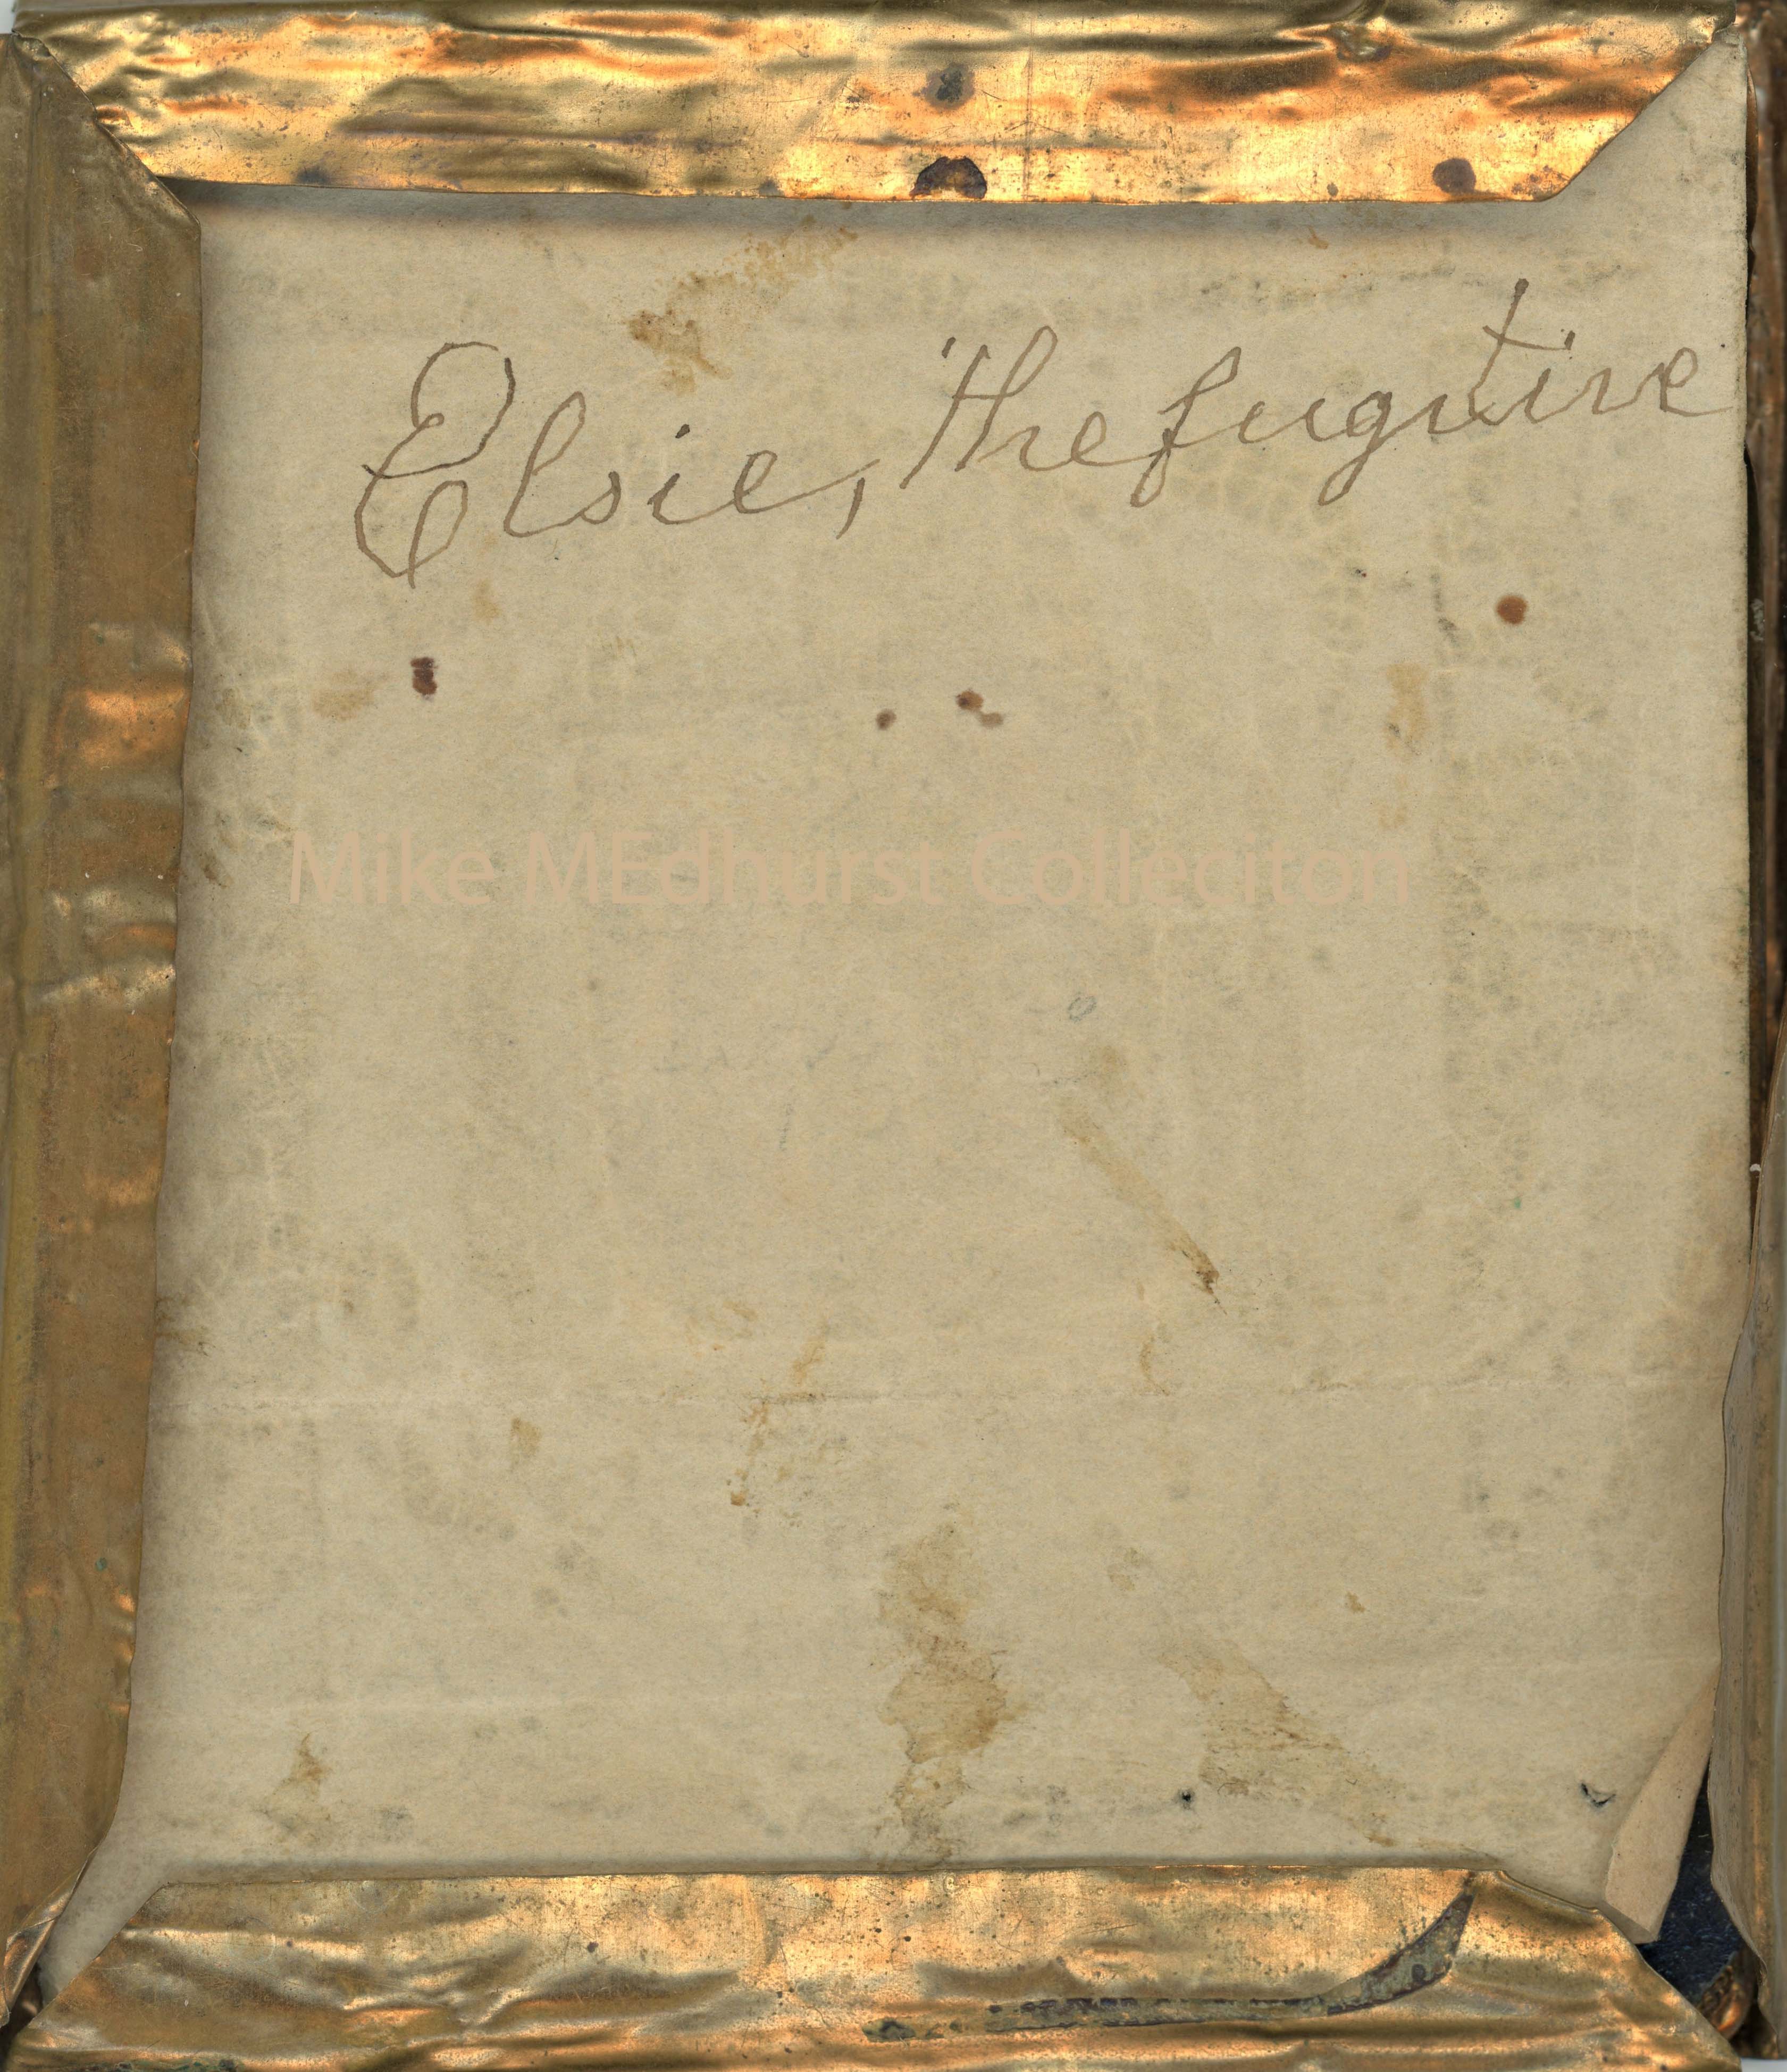 Elsie, the fugitive
Mike MEdhurst Colleciton